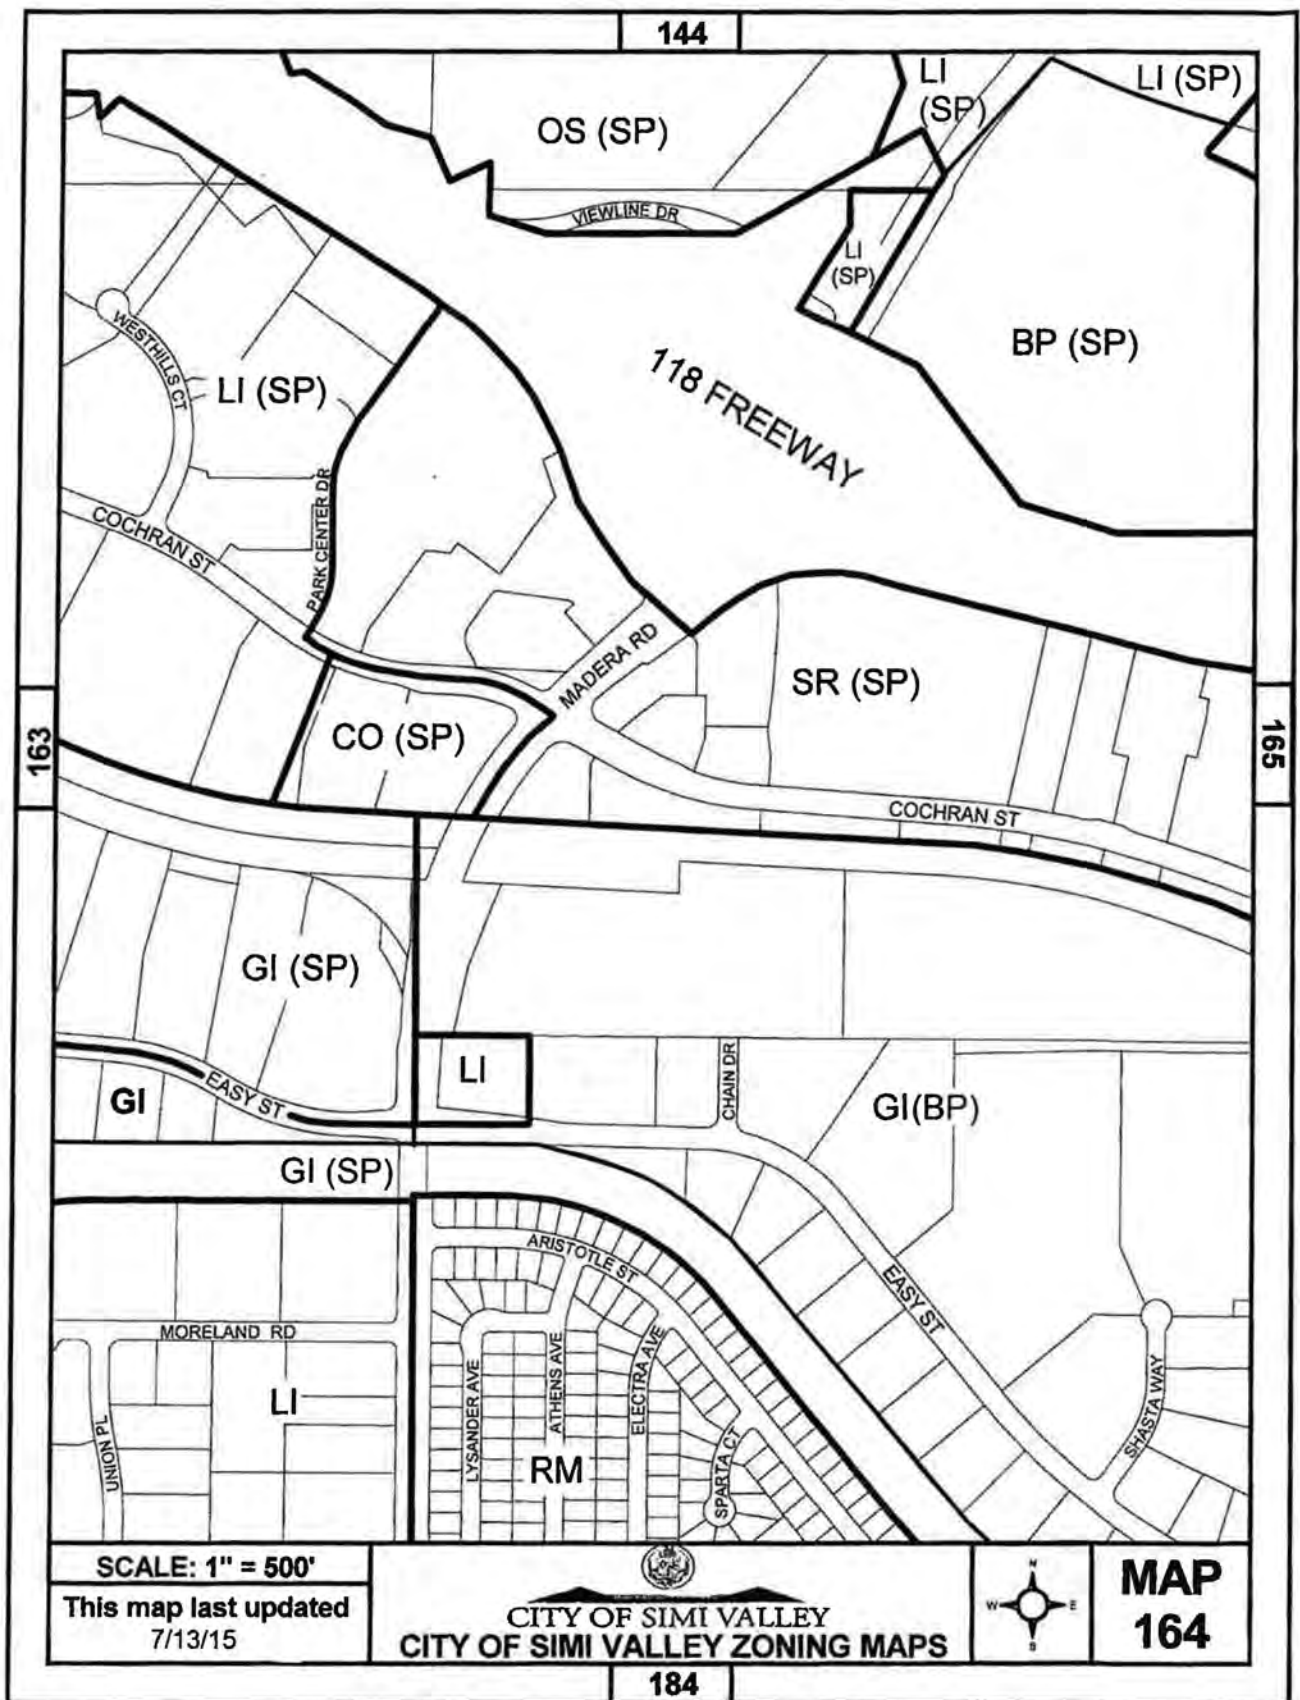 144
LI
(SP)
LI (SP)
OS (SP)
VIEWLINE DR
LI
(SP)
BP (SP)
WESTHILLS CT
LI (SP)
118 FREEWAY
PARK CENTER DR
COCHRAN ST
MADERA RD
SR (SP)
CO (SP)
163
165
COCHRAN ST
GI (SP)
LI
CHAIN DR
GI(BP)
GI
EASY ST
GI (SP)
ARISTOTLE ST
EASY ST
MORELAND RD
LI
UNION PL
LYSANDER AVE
ATHENS AVE
ELECTRA AVE
SPARTA CT
SHASTA WAY
RM
SCALE: 1" = 500'
This map last updated
7/13/15
CITY OF SIMI VALLEY
CITY OF SIMI VALLEY ZONING MAPS
N
W
E
S
MAP
164
184